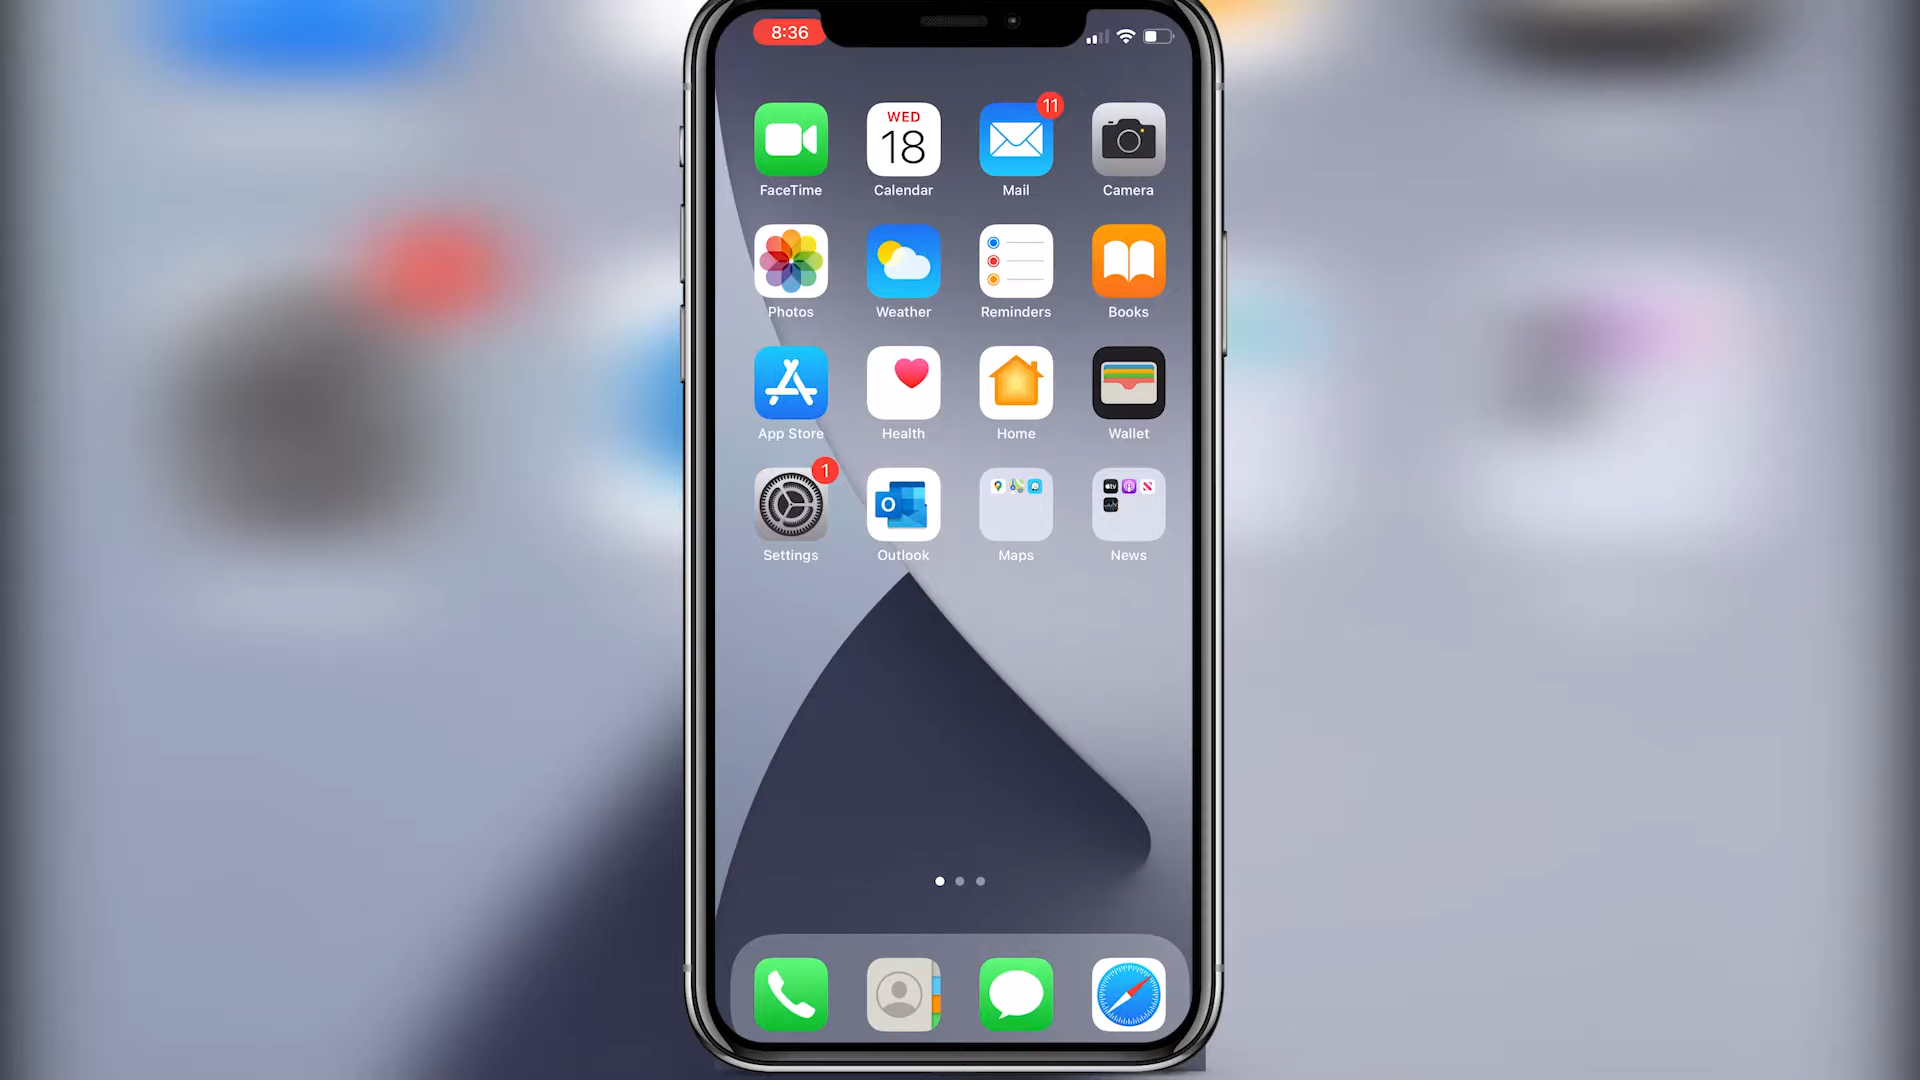 8:36
WED
18
11
FaceTime
Calendar
Mail
Camera
Photos
Weather
Reminders
Books
App Store
Health
Home
Wallet
1
O
Settings
Outlook
Maps
News